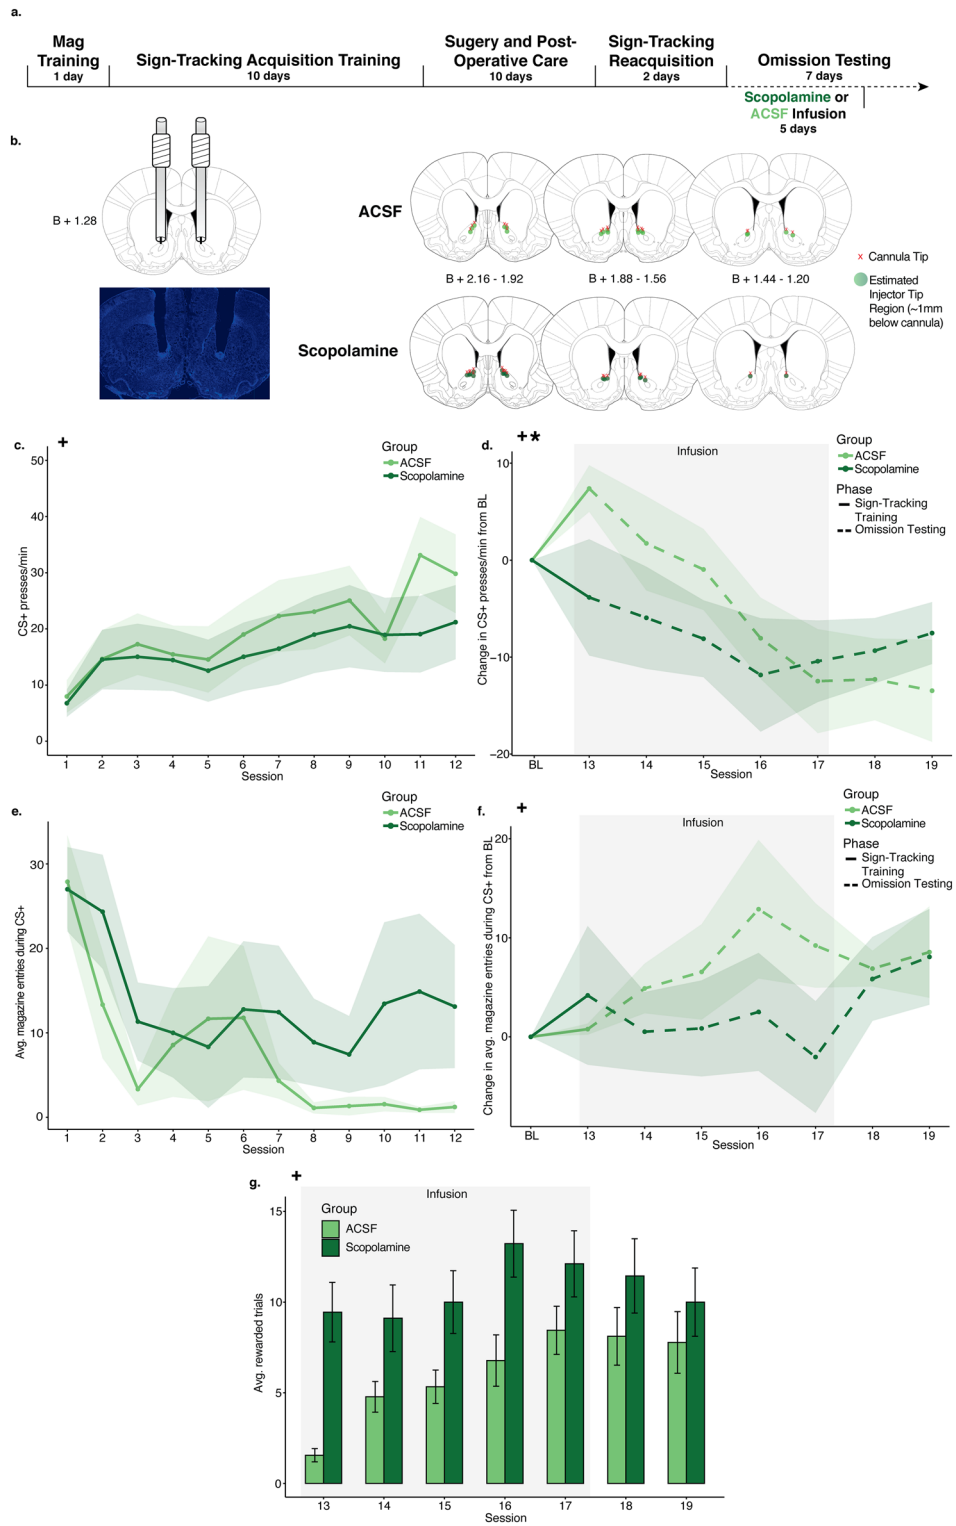 a.
Mag
Training
1 day
Sign-Tracking Acquisition Training
10 days
Sugery and Post-
Operative Care
10 days
Sign-Tracking
Reacquisition
2 days
Omission Testing
7 days
Scopolamine or
ACSF Infusion
5 days
b.
B + 1.28
ACSF
B + 2.16 - 1.92
B + 1.88 - 1.56
B + 1.44 - 1.20
x Cannula Tip
Estimated
Injector Tip
Region (~1mm
below cannula)
Scopolamine
c.
+
Group
ACSF
Scopolamine
CS+ presses/min
50
40
30
20
10
0
1 2 3 4 5 6 7 8 9 10 11 12
Session
d.
+*
Infusion
Group
ACSF
Scopolamine
Phase
Sign-Tracking
Training
Omission Testing
Change in CS+ presses/min from BL
10
0
−10
−20
BL 13 14 15 16 17 18 19
Session
e.
Group
ACSF
Scopolamine
Avg. magazine entries during CS+
30
20
10
0
1 2 3 4 5 6 7 8 9 10 11 12
Session
f.
+
Infusion
Group
ACSF
Scopolamine
Phase
Sign-Tracking
Training
Omission Testing
Change in avg. magazine entries during CS+ from BL
20
10
0
BL 13 14 15 16 17 18 19
Session
g.
+
Infusion
Group
ACSF
Scopolamine
Avg. rewarded trials
15
10
5
0
13 14 15 16 17 18 19
Session